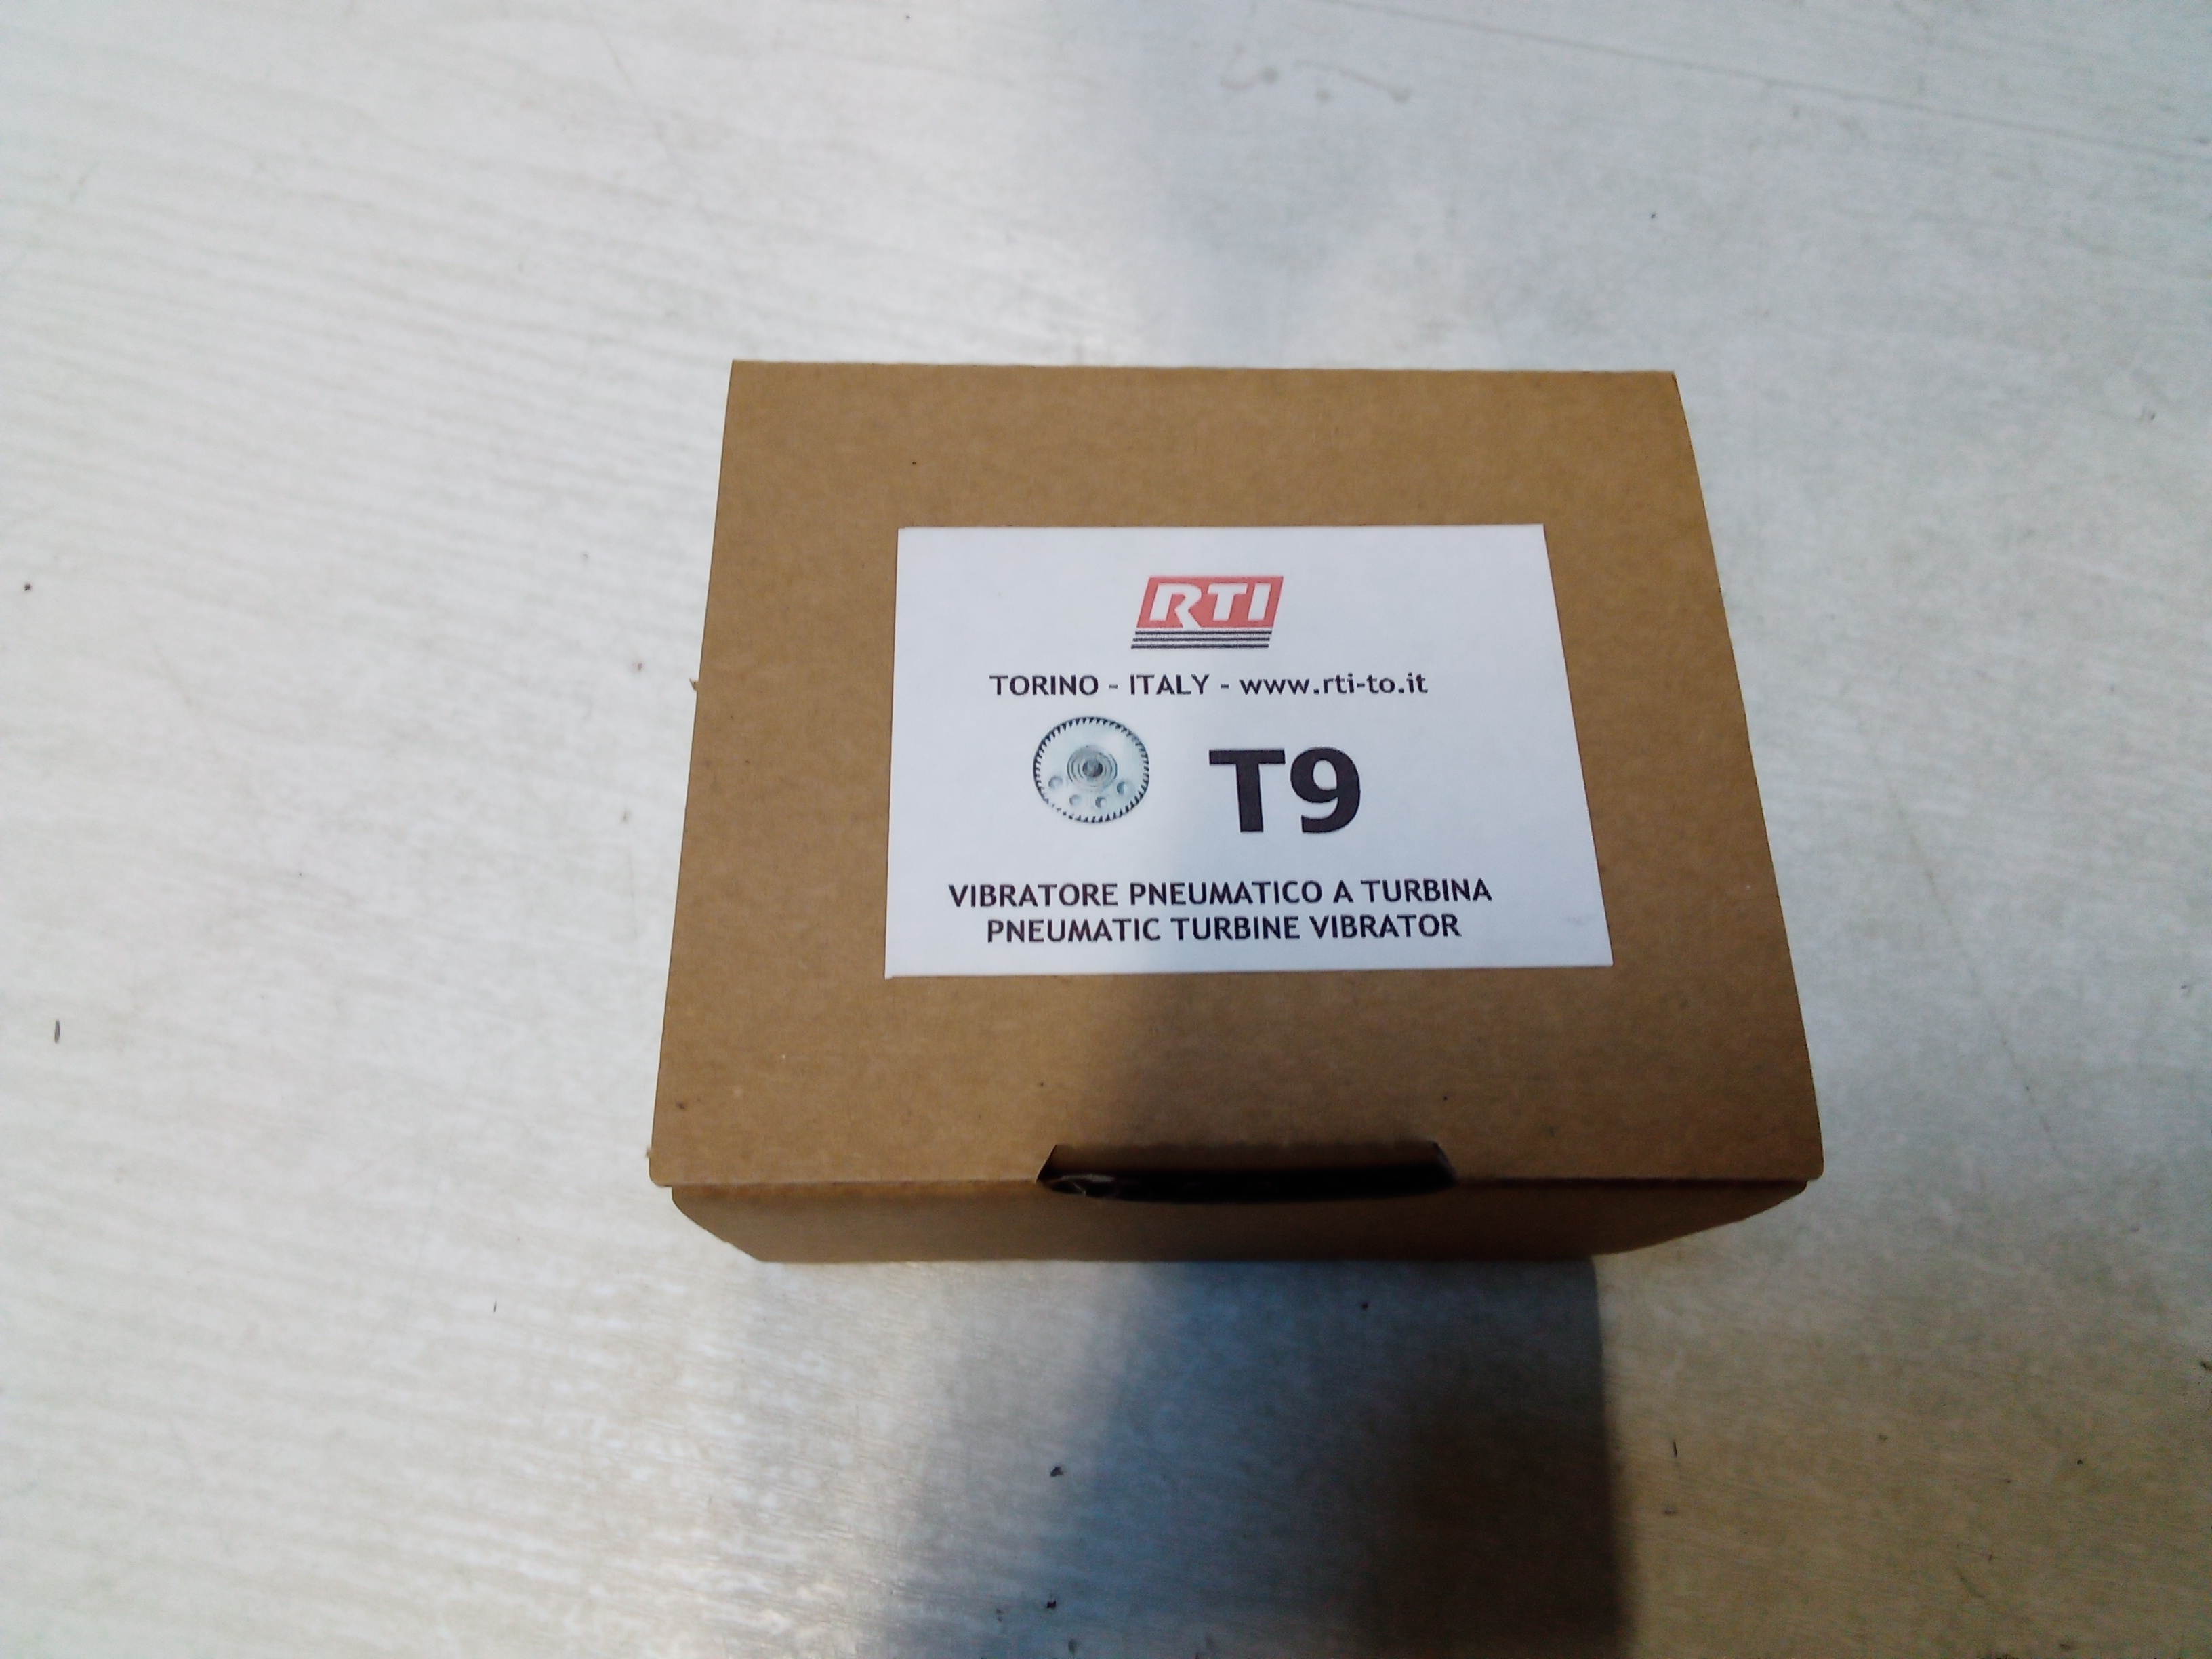 RTI
TORINO - ITALY - www.rti-to.it
T9
VIBRATORE PNEUMATICO A TURBINA
PNEUMATIC TURBINE VIBRATOR